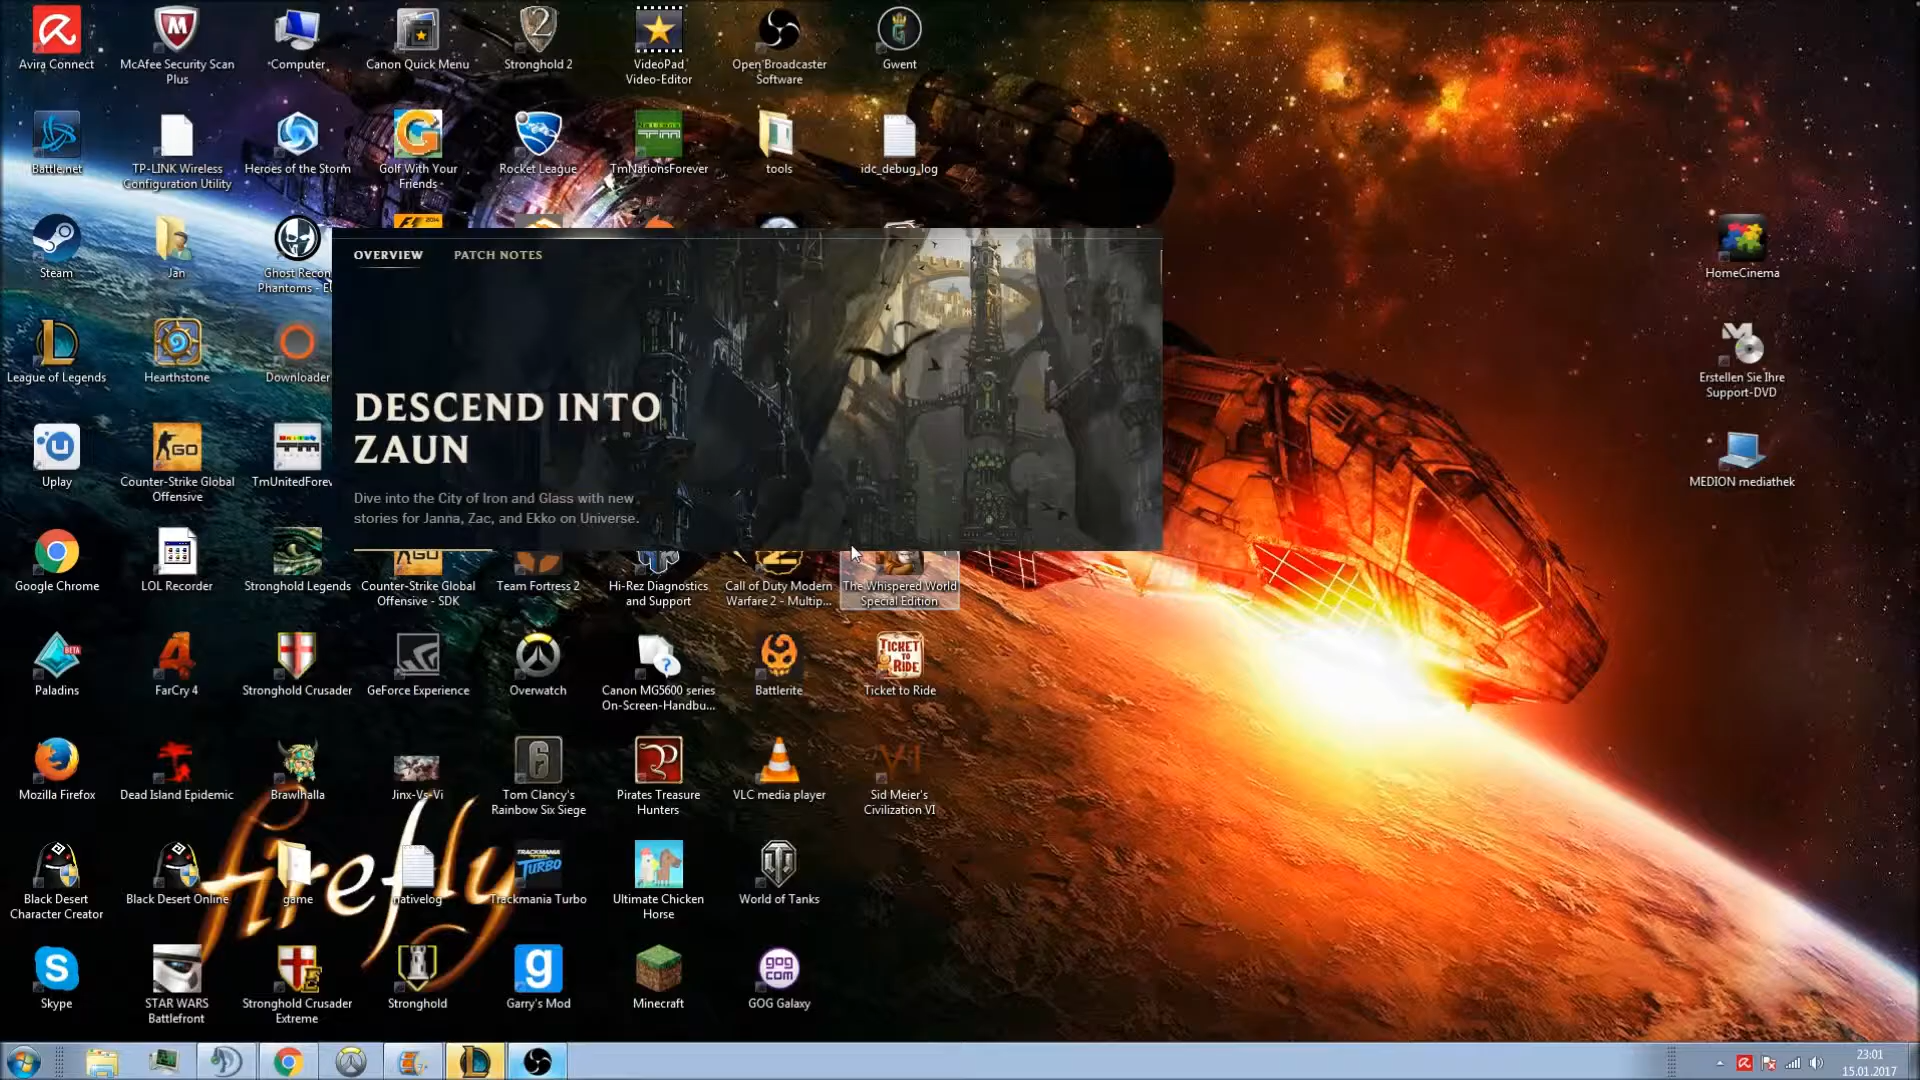 Avira Connect
McAfee Security Scan
Plus
Computer
Canon Quick Menu
Stronghold 2
VideoPad
Video-Editor
Open Broadcaster
Software
Gwent
Battle.net
TP-LINK Wireless
Configuration Utility
Heroes of the Storm
Golf With Your
Friends
Rocket League
TmNationsForever
tools
idc_debug_log
Steam
Jan
Ghost Recon
Phantoms - EU
HomeCinema
OVERVIEW
PATCH NOTES
DESCEND INTO
ZAUN
Dive into the City of Iron and Glass with new
stories for Janna, Zac, and Ekko on Universe.
League of Legends
Hearthstone
Downloader
Erstellen Sie Ihre
Support-DVD
Uplay
Counter-Strike Global
Offensive
TmUnitedForev
MEDION mediathek
Google Chrome
LOL Recorder
Stronghold Legends
Counter-Strike Global
Offensive - SDK
Team Fortress 2
Hi-Rez Diagnostics
and Support
Call of Duty Modern
Warfare 2 - Multip...
The Whispered World
Special Edition
Paladins
FarCry 4
Stronghold Crusader
GeForce Experience
Overwatch
Canon MG5600 series
On-Screen-Handbu...
Battlerite
TICKET
TO
RIDE
Ticket to Ride
Mozilla Firefox
Dead Island Epidemic
Brawlhalla
Jinx-Vs-Vi
Tom Clancy's
Rainbow Six Siege
Pirates Treasure
Hunters
VLC media player
Sid Meier's
Civilization VI
firefly
Black Desert
Character Creator
Black Desert Online
game
nativelog
Trackmania Turbo
Ultimate Chicken
Horse
World of Tanks
Skype
STAR WARS
Battlefront
Stronghold Crusader
Extreme
Stronghold
Garry's Mod
Minecraft
GOG Galaxy
23:01
15.01.2017